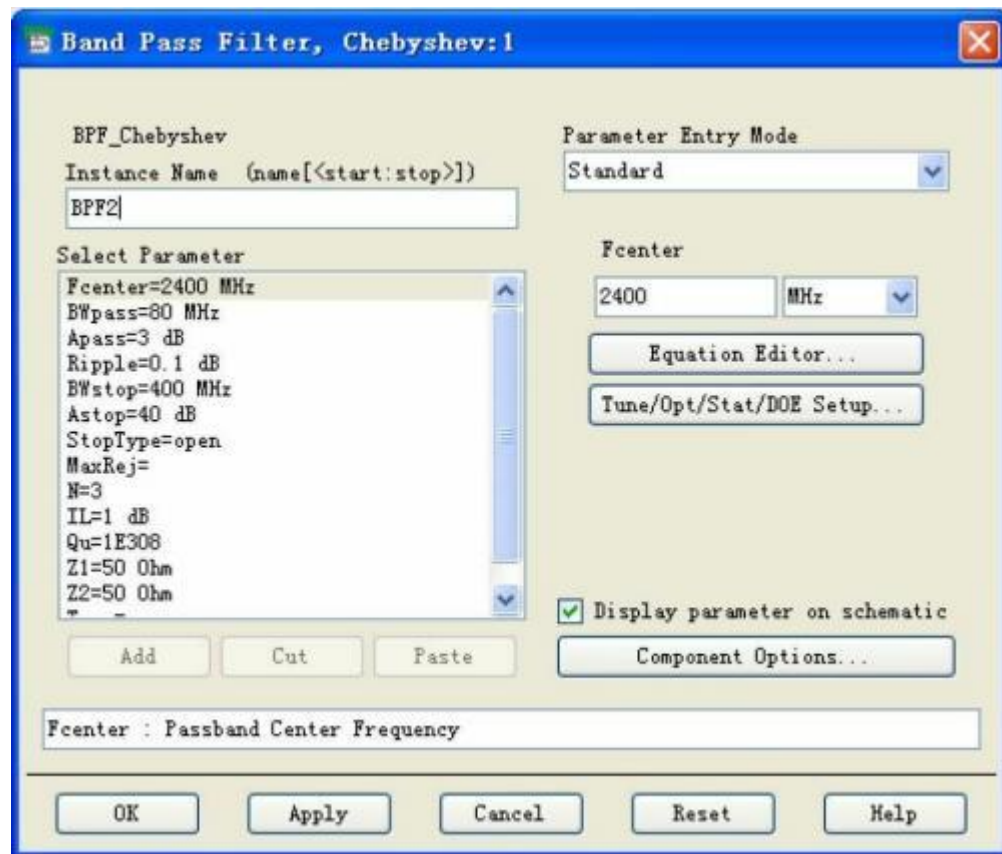 Band Pass Filter, Chebyshev:1
BPF_Chebyshev
Instance Name (name[<start:stop>])
BPF2
Select Parameter
Fcenter=2400 MHz
BWpass=80 MHz
Apass=3 dB
Ripple=0.1 dB
BWstop=400 MHz
Astop=40 dB
StopType=open
MaxRej=
N=3
IL=1 dB
Qu=1E308
Z1=50 Ohm
Z2=50 Ohm
Add
Cut
Paste
Parameter Entry Mode
Standard
Fcenter
2400
MHz
Equation Editor...
Tune/Opt/Stat/DOE Setup...
Display parameter on schematic
Component Options...
Fcenter : Passband Center Frequency
OK
Apply
Cancel
Reset
Help